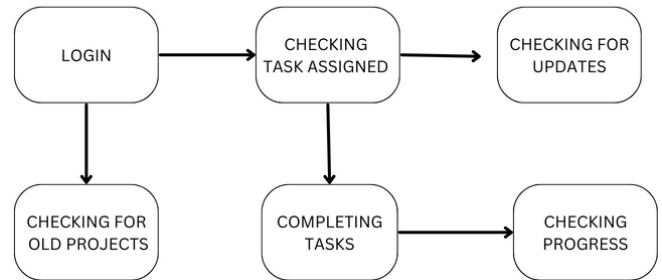 LOGIN
CHECKING
TASK ASSIGNED
CHECKING FOR
UPDATES
CHECKING FOR
OLD PROJECTS
COMPLETING
TASKS
CHECKING
PROGRESS